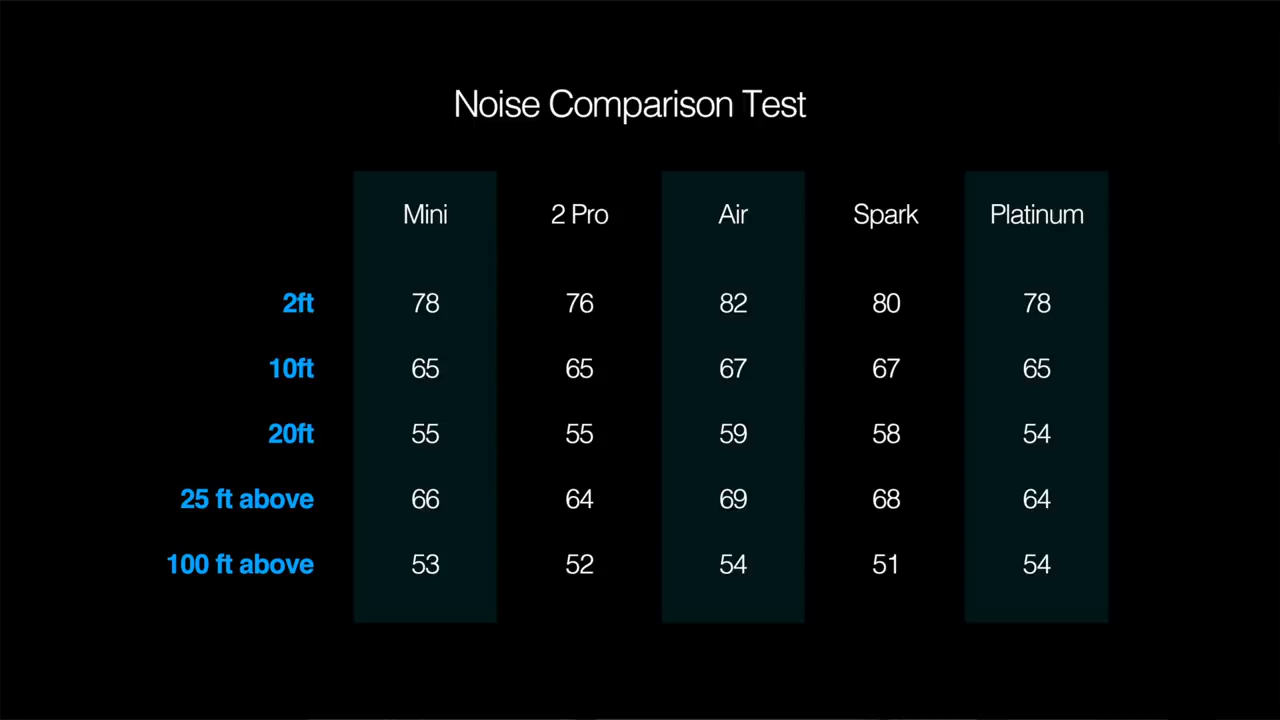 Noise Comparison Test
Mini 2 Pro Air Spark Platinum
2ft 78 76 82 80 78
10ft 65 65 67 67 65
20ft 55 55 59 58 54
25 ft above 66 64 69 68 64
100 ft above 53 52 54 51 54